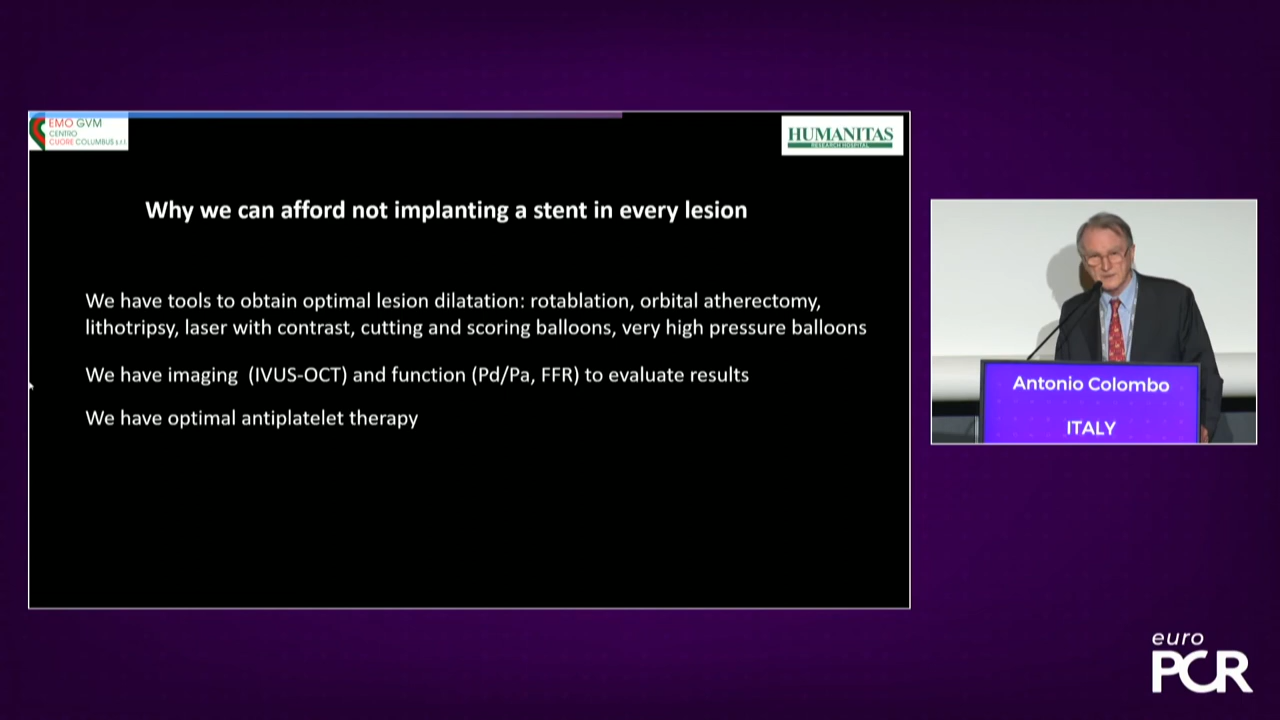 EMO GVM
CENTRO
CUORE COLUMBUS s.r.l.
HUMANITAS
RESEARCH HOSPITAL
Why we can afford not implanting a stent in every lesion
We have tools to obtain optimal lesion dilatation: rotablation, orbital atherectomy,
lithotripsy, laser with contrast, cutting and scoring balloons, very high pressure balloons
We have imaging (IVUS-OCT) and function (Pd/Pa, FFR) to evaluate results
We have optimal antiplatelet therapy
Antonio Colombo
ITALY
euro
PCR